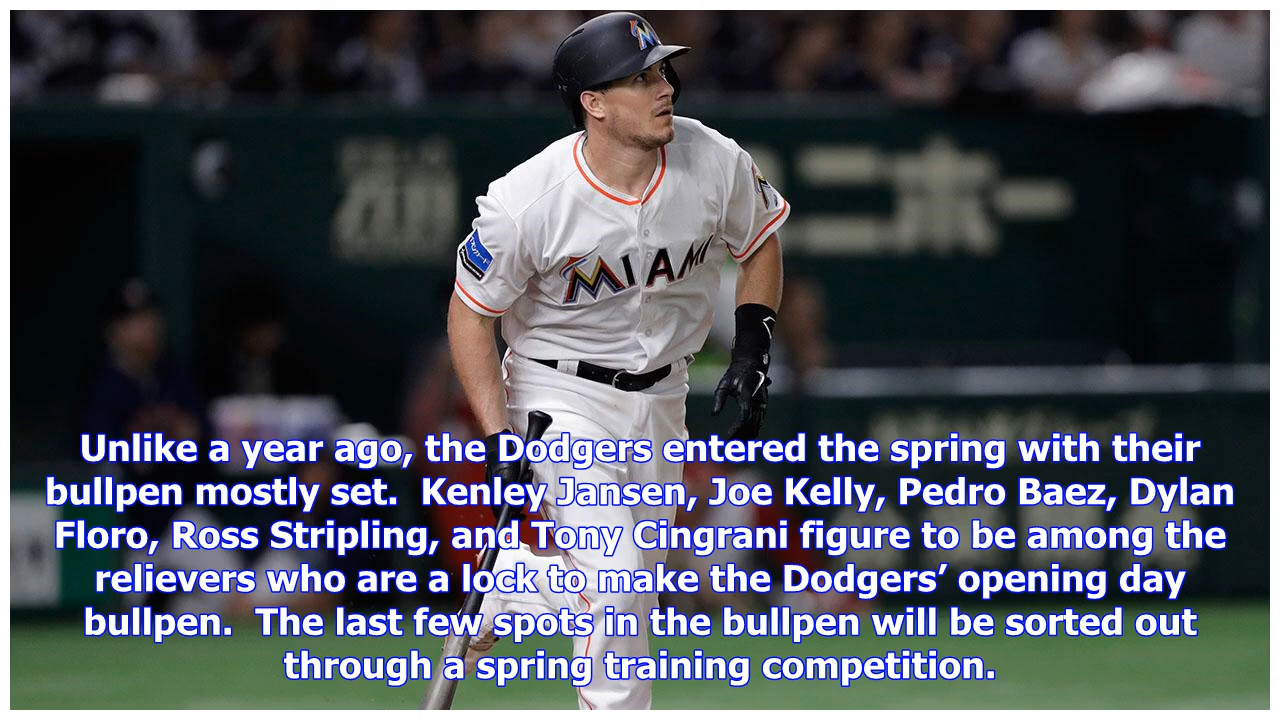 MIAMI
Unlike a year ago, the Dodgers entered the spring with their
bullpen mostly set.  Kenley Jansen, Joe Kelly, Pedro Baez, Dylan
Floro, Ross Stripling, and Tony Cingrani figure to be among the
relievers who are a lock to make the Dodgers’ opening day
bullpen.  The last few spots in the bullpen will be sorted out
through a spring training competition.